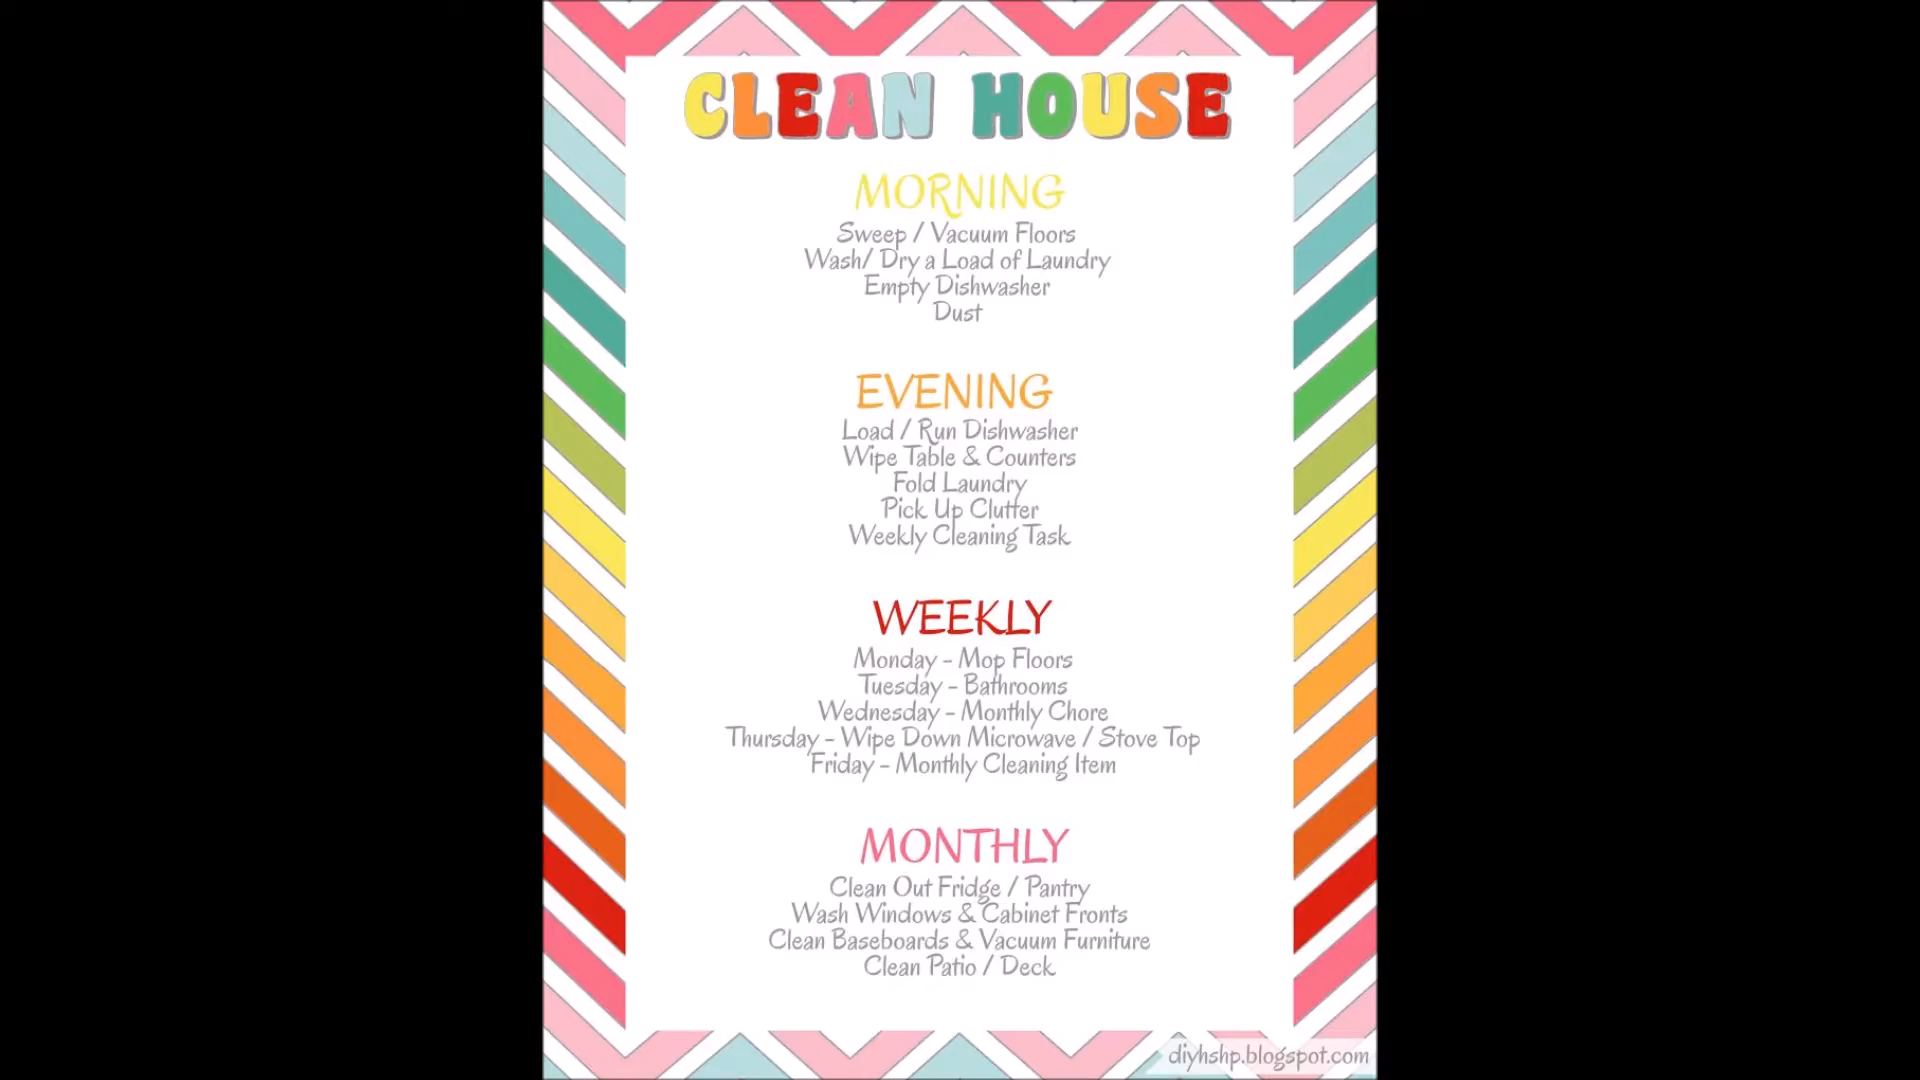 CLEAN HOUSE
MORNING
Sweep / Vacuum Floors
Wash/ Dry a Load of Laundry
Empty Dishwasher
Dust
EVENING
Load / Run Dishwasher
Wipe Table & Counters
Fold Laundry
Pick Up Clutter
Weekly Cleaning Task
WEEKLY
Monday - Mop Floors
Tuesday - Bathrooms
Wednesday - Monthly Chore
Thursday - Wipe Down Microwave / Stove Top
Friday - Monthly Cleaning Item
MONTHLY
Clean Out Fridge / Pantry
Wash Windows & Cabinet Fronts
Clean Baseboards & Vacuum Furniture
Clean Patio / Deck
diyhshp.blogspot.com